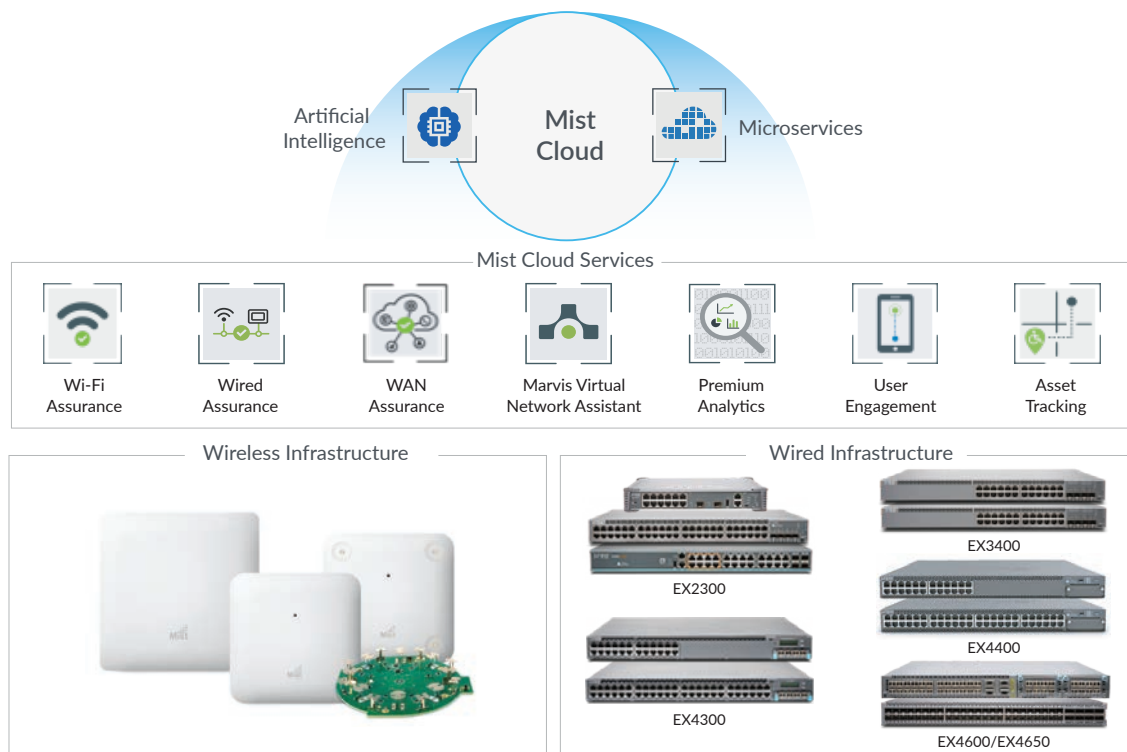 Artificial
Intelligence
Mist
Cloud
Microservices
Mist Cloud Services
Wi-Fi
Assurance
Wired
Assurance
WAN
Assurance
Marvis Virtual
Network Assistant
Premium
Analytics
User
Engagement
Asset
Tracking
Wireless Infrastructure
Mist
Wired Infrastructure
EX2300
EX3400
EX4300
EX4400
EX4600/EX4650